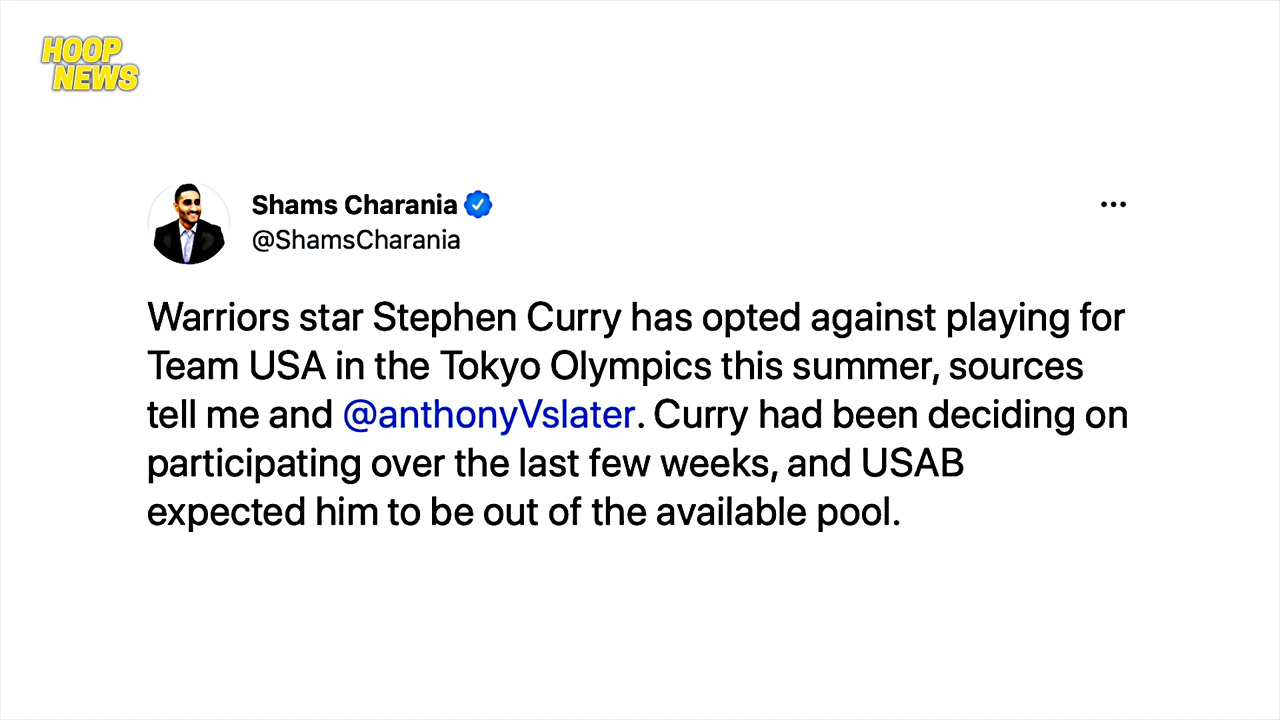 HOOP
NEWS
Shams Charania
@ShamsCharania
Warriors star Stephen Curry has opted against playing for
Team USA in the Tokyo Olympics this summer, sources
tell me and @anthonyVslater. Curry had been deciding on
participating over the last few weeks, and USAB
expected him to be out of the available pool.